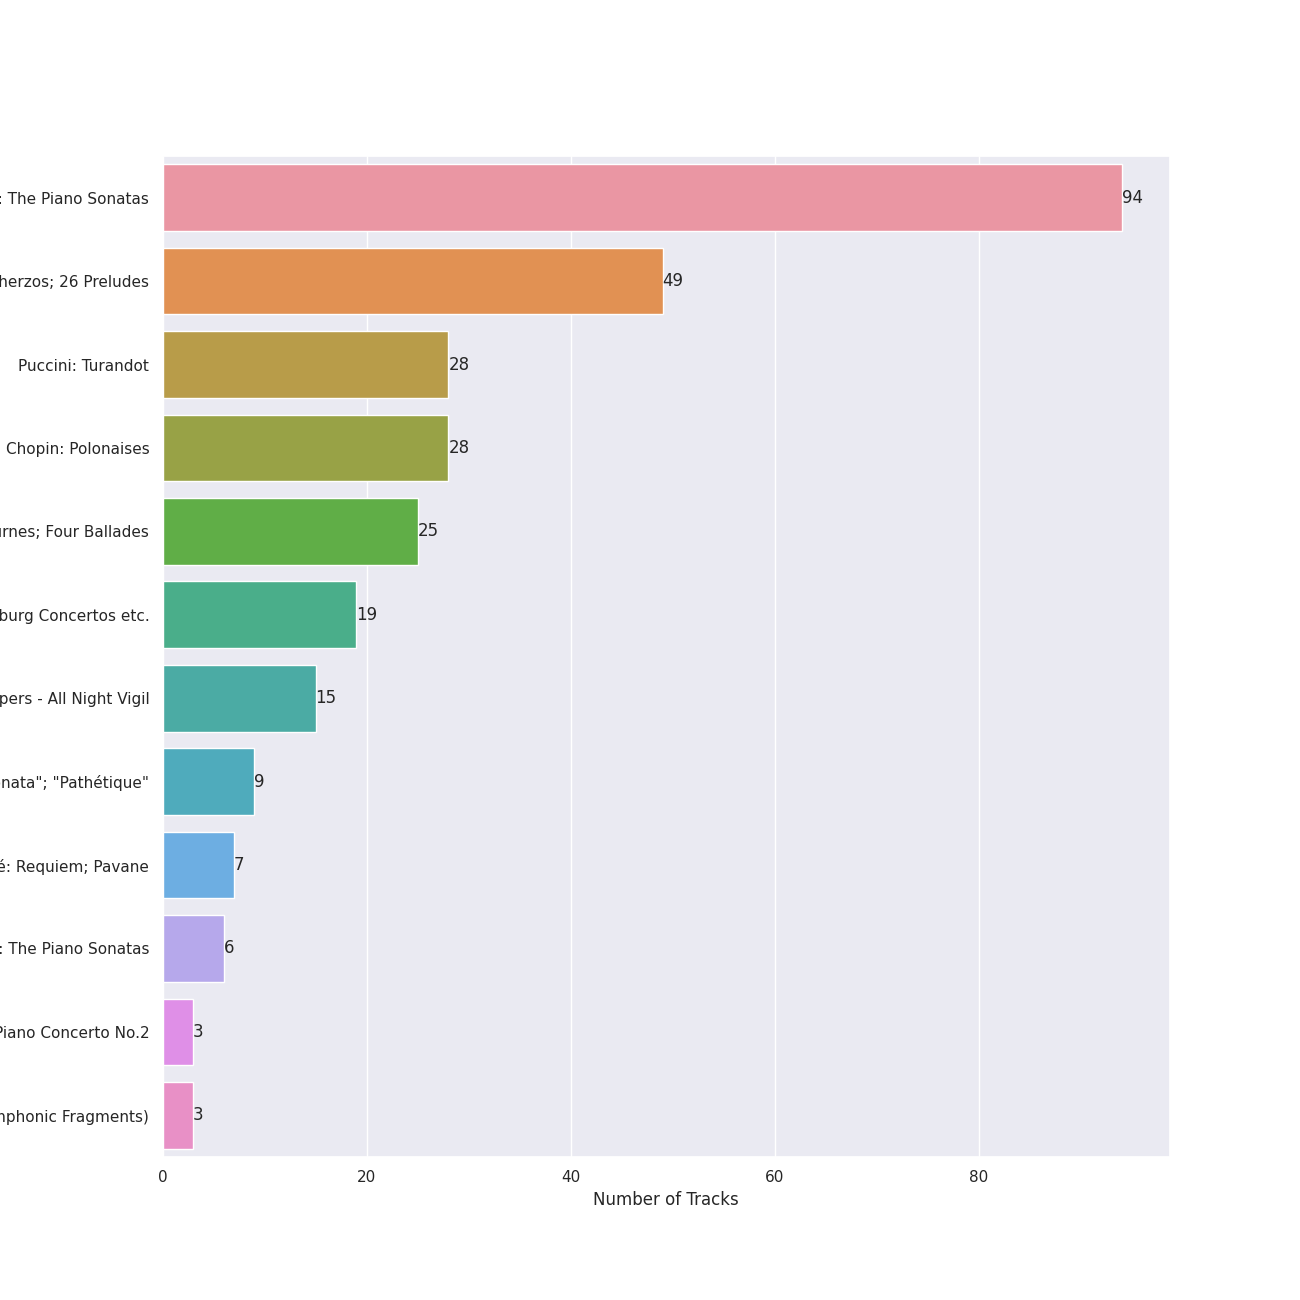 : The Piano Sonatas 94
herzos; 26 Preludes 49
Puccini: Turandot 28
Chopin: Polonaises 28
rnes; Four Ballades 25
burg Concertos etc. 19
pers - All Night Vigil 15
nata"; "Pathétique" 9
é: Requiem; Pavane 7
: The Piano Sonatas 6
Piano Concerto No.2 3
nphonic Fragments) 3
0 20 40 60 80
Number of Tracks